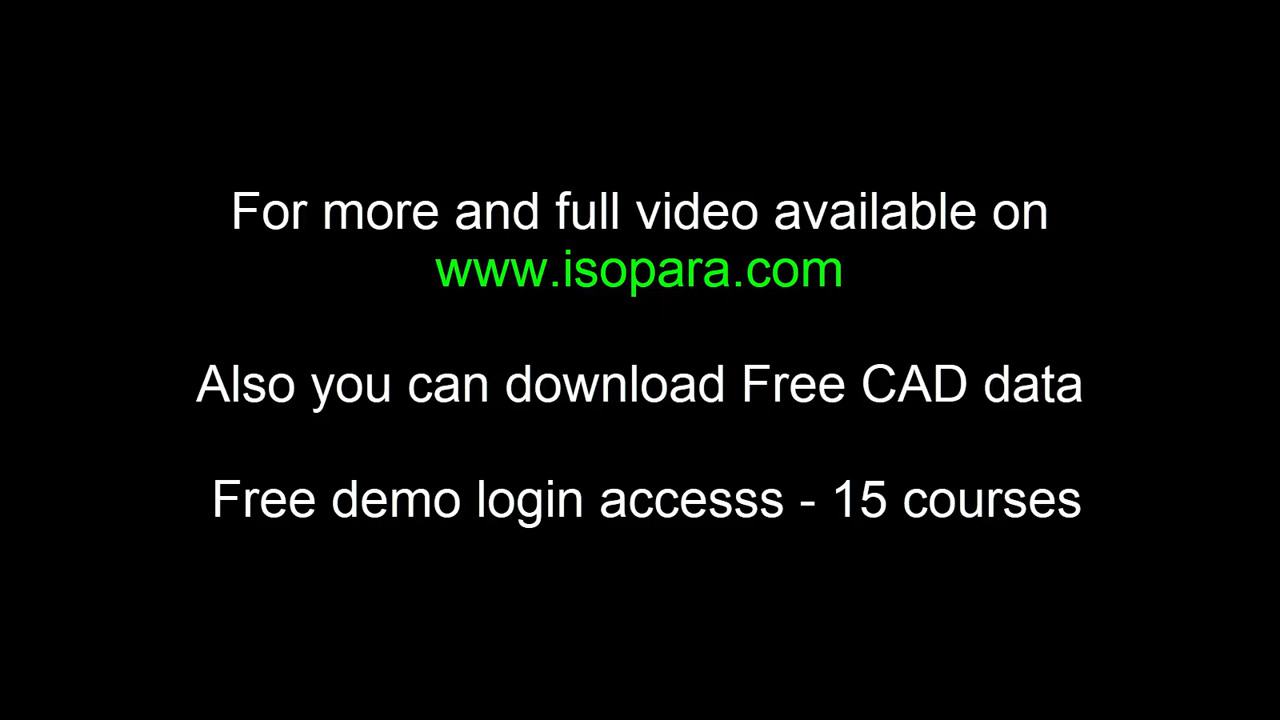 For more and full video available on
www.isopara.com
Also you can download Free CAD data
Free demo login accesss - 15 courses